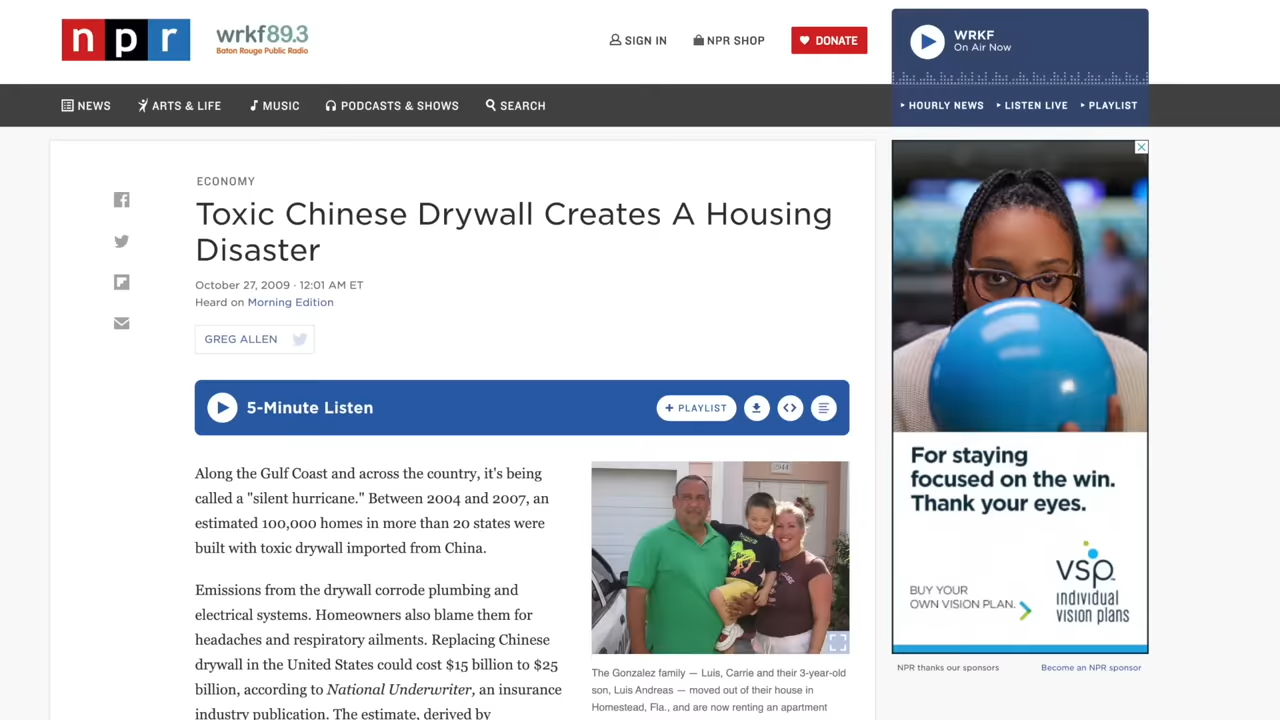 npr
wrkf89.3
Baton Rouge Public Radio
SIGN IN
NPR SHOP
DONATE
WRKF
On Air Now
NEWS
ARTS & LIFE
MUSIC
PODCASTS & SHOWS
SEARCH
HOURLY NEWS
LISTEN LIVE
PLAYLIST
ECONOMY
Toxic Chinese Drywall Creates A Housing
Disaster
October 27, 2009 · 12:01 AM ET
Heard on Morning Edition
GREG ALLEN
5-Minute Listen
+ PLAYLIST
Along the Gulf Coast and across the country, it's being
called a "silent hurricane." Between 2004 and 2007, an
estimated 100,000 homes in more than 20 states were
built with toxic drywall imported from China.
Emissions from the drywall corrode plumbing and
electrical systems. Homeowners also blame them for
headaches and respiratory ailments. Replacing Chinese
drywall in the United States could cost $15 billion to $25
billion, according to National Underwriter, an insurance
industry publication. The estimate, derived by
The Gonzalez family — Luis, Carrie and their 3-year-old
son, Luis Andreas — moved out of their house in
Homestead, Fla., and are now renting an apartment
For staying
focused on the win.
Thank your eyes.
BUY YOUR
OWN VISION PLAN.
vsp
individual
vision plans
NPR thanks our sponsors
Become an NPR sponsor